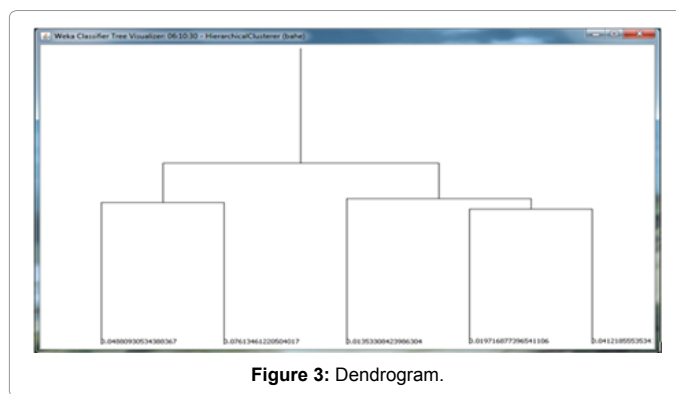 Weka Classifier Tree Visualizer: 06:10:30 - HierarchicalClusterer (bahe)
0.04880930534388367 0.07613461220504017 0.01353308423906304 0.019716877396541106 0.0412185553534
Figure 3: Dendrogram.